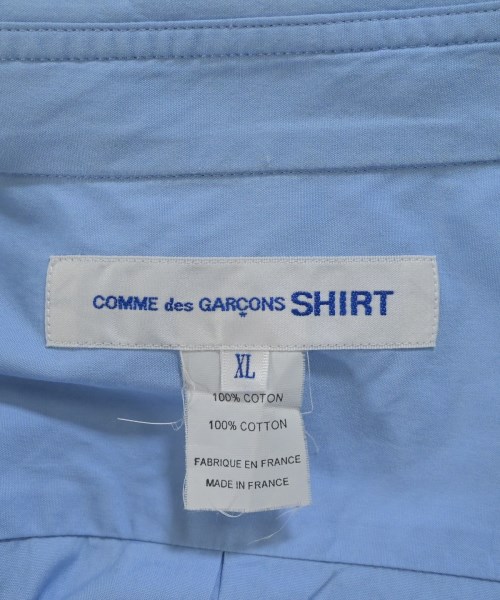 COMME des GARÇONS SHIRT
XL
100% COTON
100% COTTON
FABRIQUE EN FRANCE
MADE IN FRANCE